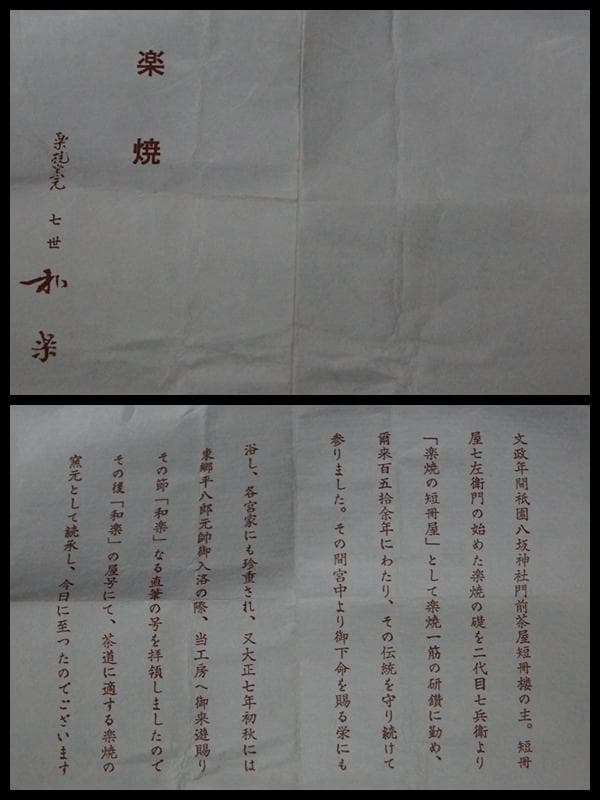 楽焼
楽焼窯元 七世 和楽
文政年間祇園八坂神社門前茶屋短冊楼の主。短冊
屋七左衛門の始めた楽焼の礎を二代目七兵衛より
「楽焼の短冊屋」として楽焼一筋の研鑽に勤め、
爾来百五拾余年にわたり、その伝統を守り続けて
参りました。その間宮中より御下命を賜る栄にも
浴し、各宮家にも珍重され、又大正七年初秋には
東郷平八郎元帥御入洛の際、当工房へ御来遊賜り
その節「和楽」なる直筆の号を拝領しましたので
その後「和楽」の屋号にて、茶道に適する楽焼の
窯元として続承し、今日に至つたのでございます